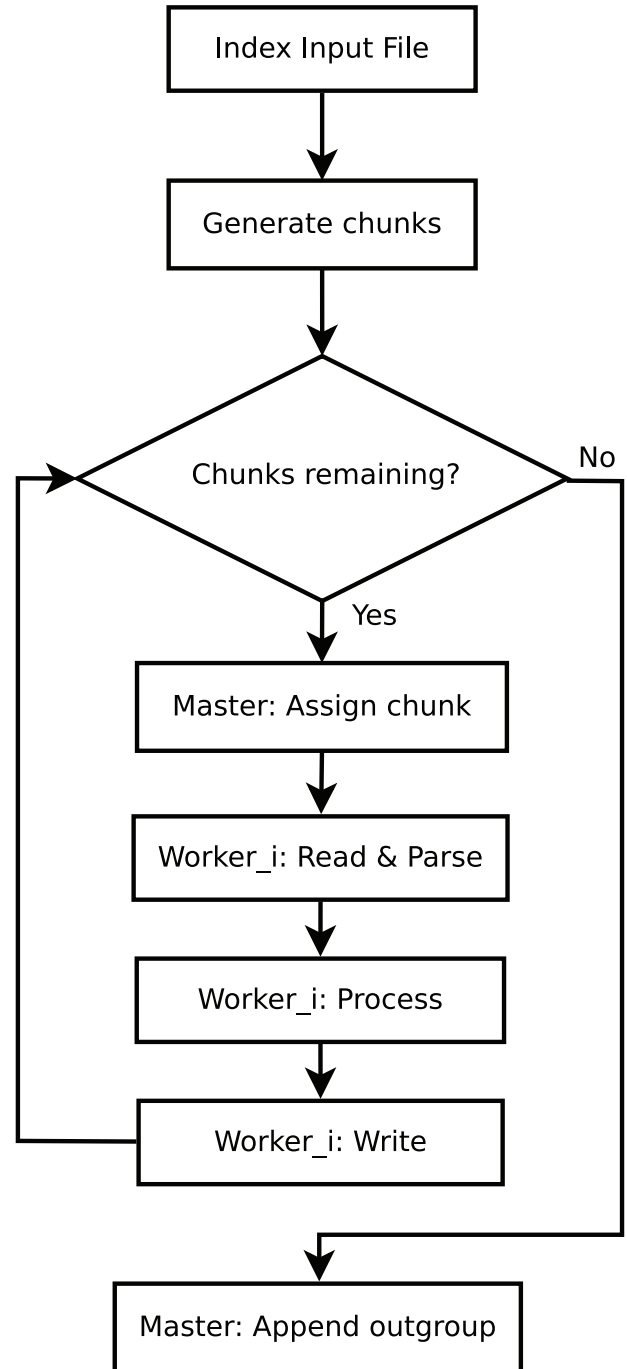 Index Input File
Generate chunks
Chunks remaining?
No
Yes
Master: Assign chunk
Worker_i: Read & Parse
Worker_i: Process
Worker_i: Write
Master: Append outgroup